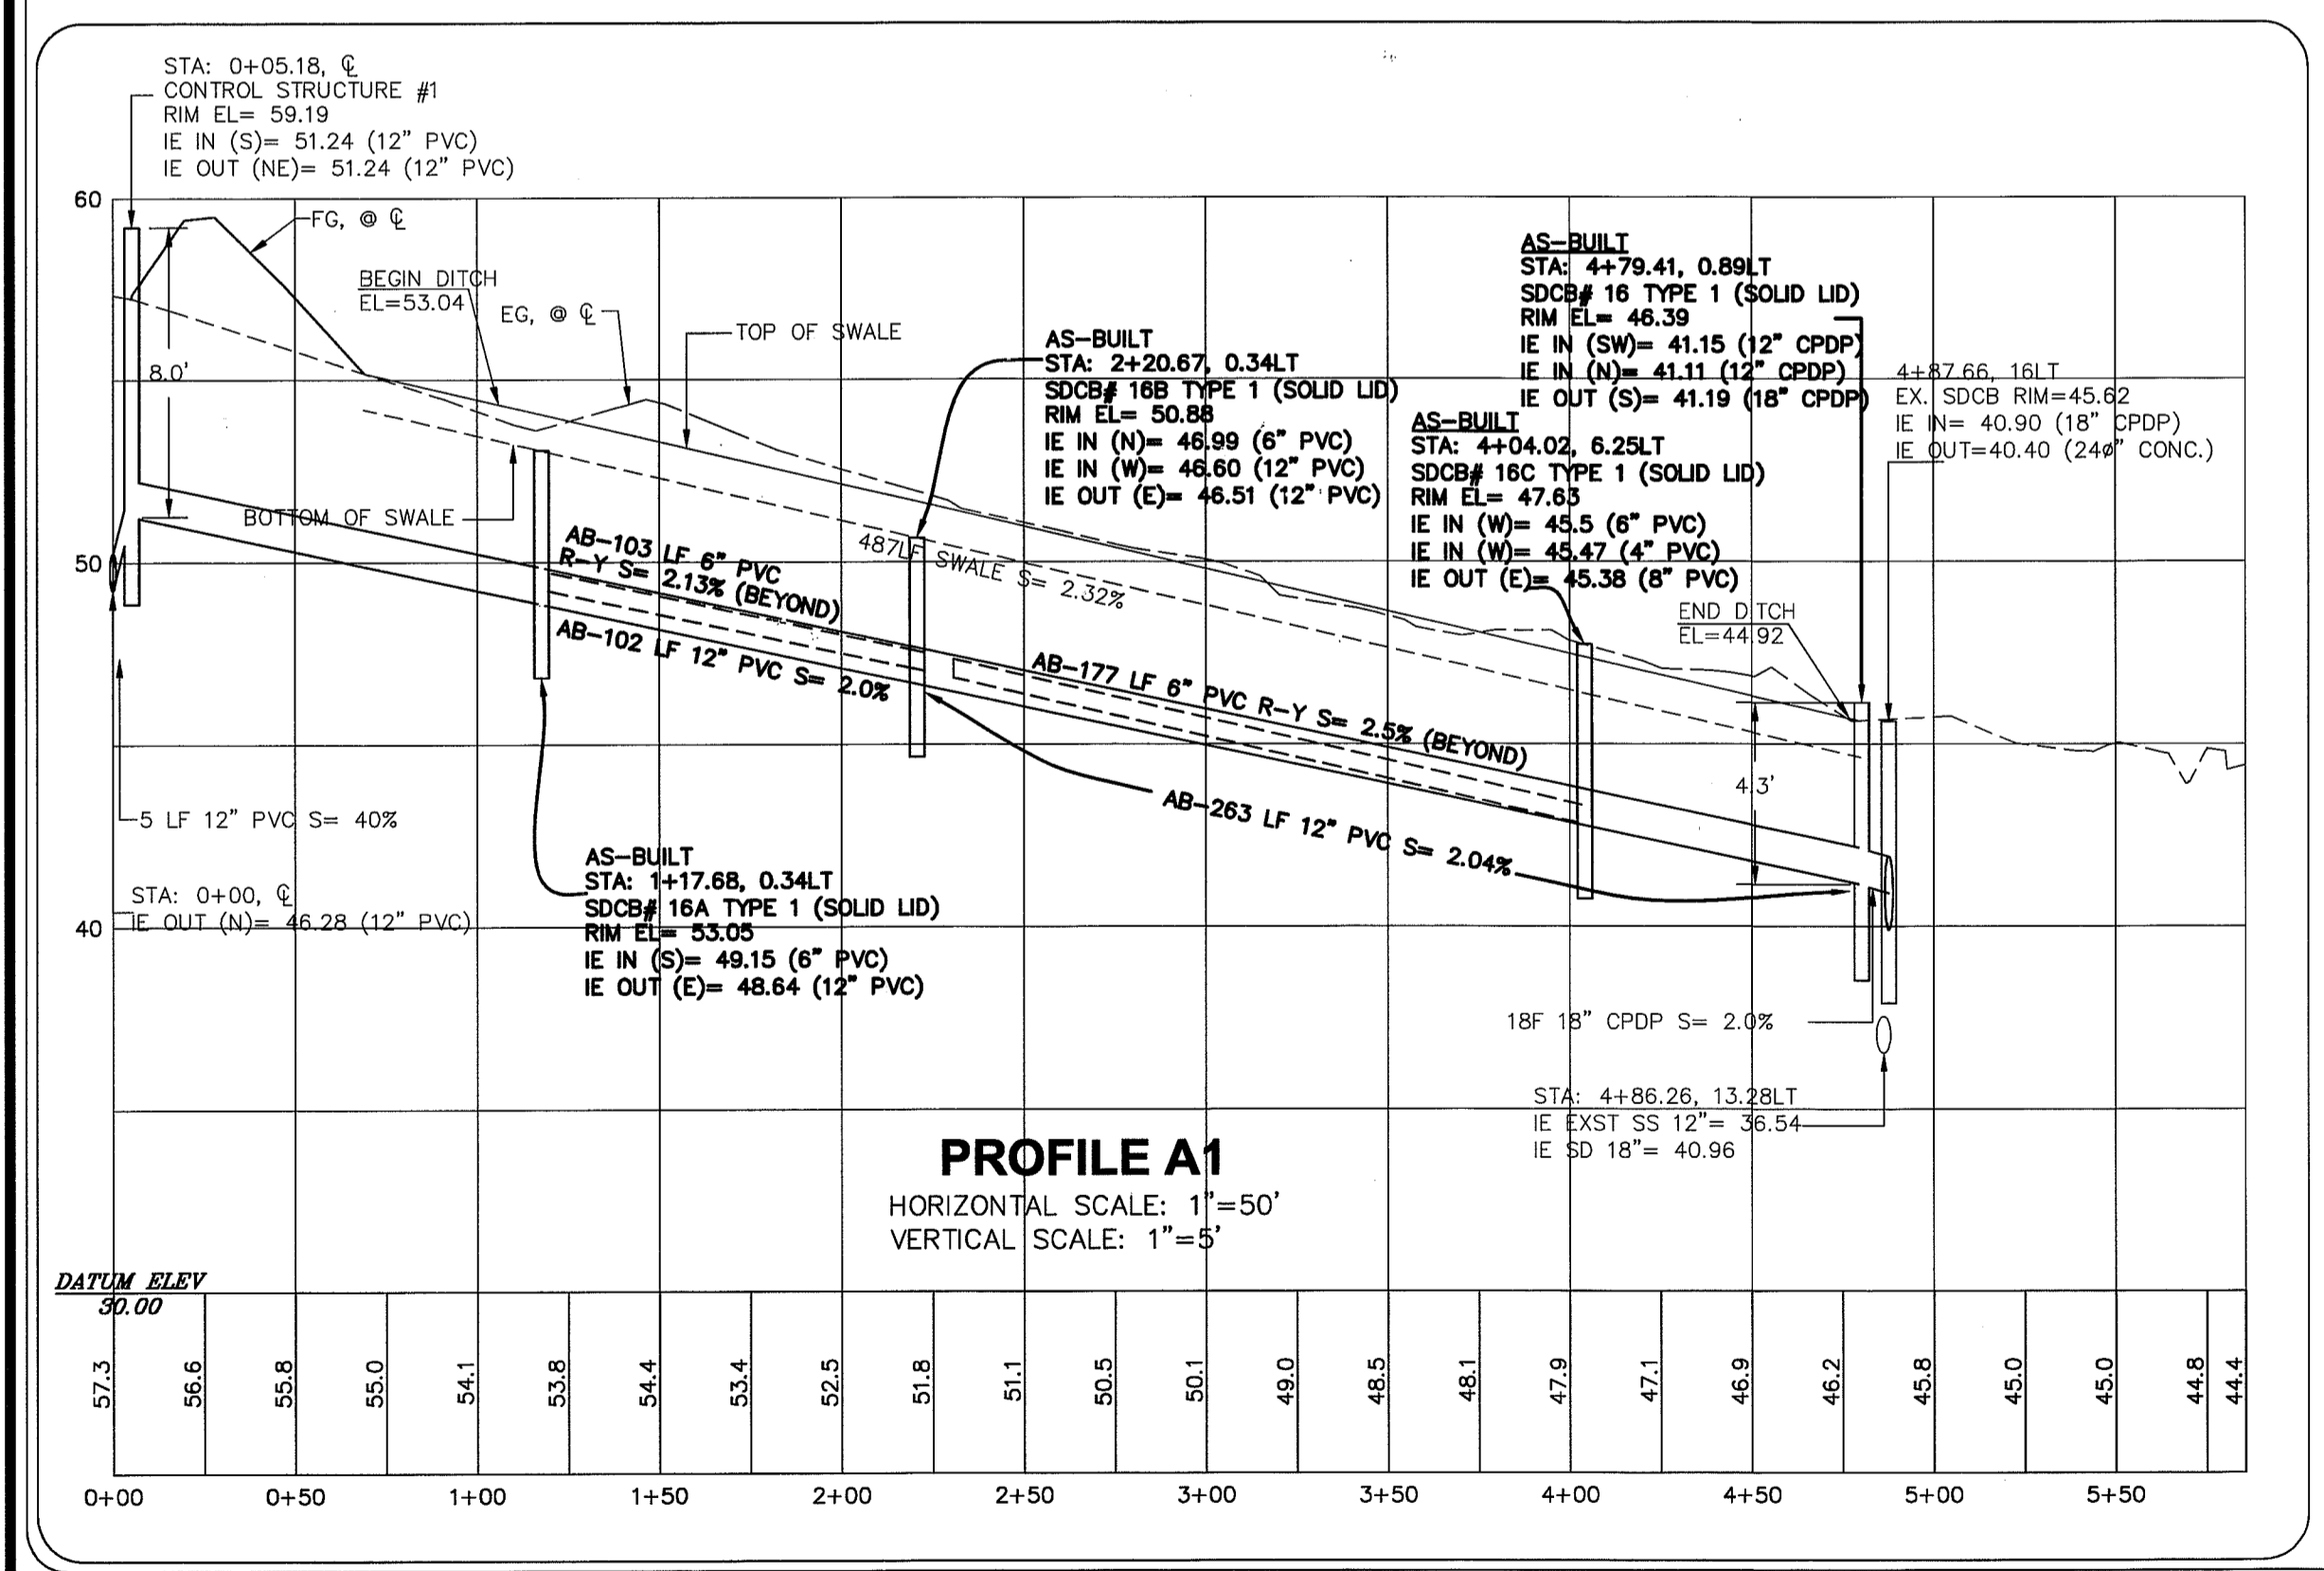 STA: 0+05.18, ℄
CONTROL STRUCTURE #1
RIM EL= 59.19
IE IN (S)= 51.24 (12" PVC)
IE OUT (NE)= 51.24 (12" PVC)
60
FG, @ ℄
BEGIN DITCH
EL=53.04
EG, @ ℄
TOP OF SWALE
8.0'
AS-BUILT
STA: 2+20.67, 0.34LT
SDCB# 16B TYPE 1 (SOLID LID)
RIM EL= 50.88
IE IN (N)= 46.99 (6" PVC)
IE IN (W)= 46.60 (12" PVC)
IE OUT (E)= 46.51 (12" PVC)
AS-BUILT
STA: 4+79.41, 0.89LT
SDCB# 16 TYPE 1 (SOLID LID)
RIM EL= 46.39
IE IN (SW)= 41.15 (12" CPDP)
IE IN (N)= 41.11 (12" CPDP)
IE OUT (S)= 41.19 (18" CPDP)
4+87.66, 16LT
EX. SDCB RIM=45.62
IE IN= 40.90 (18" CPDP)
IE OUT=40.40 (24ø" CONC.)
AS-BUILT
STA: 4+04.02, 6.25LT
SDCB# 16C TYPE 1 (SOLID LID)
RIM EL= 47.63
IE IN (W)= 45.5 (6" PVC)
IE IN (W)= 45.47 (4" PVC)
IE OUT (E)= 45.38 (8" PVC)
BOTTOM OF SWALE
50
AB-103 LF 6" PVC
R-Y S= 2.13% (BEYOND)
487LF SWALE S= 2.32%
END DITCH
EL=44.92
AB-102 LF 12" PVC S= 2.0%
AB-177 LF 6" PVC R-Y S= 2.5% (BEYOND)
4.3'
AB-263 LF 12" PVC S= 2.04%
5 LF 12" PVC S= 40%
AS-BUILT
STA: 1+17.68, 0.34LT
SDCB# 16A TYPE 1 (SOLID LID)
RIM EL= 53.05
IE IN (S)= 49.15 (6" PVC)
IE OUT (E)= 48.64 (12" PVC)
STA: 0+00, ℄
IE OUT (N)= 46.28 (12" PVC)
40
18F 18" CPDP S= 2.0%
STA: 4+86.26, 13.28LT
IE EXST SS 12"= 36.54
IE SD 18"= 40.96
PROFILE A1
HORIZONTAL SCALE: 1"=50'
VERTICAL SCALE: 1"=5'
DATUM ELEV
30.00
57.3 56.6 55.8 55.0 54.1 53.8 54.4 53.4 52.5 51.8 51.1 50.5 50.1 49.0 48.5 48.1 47.9 47.1 46.9 46.2 45.8 45.0 45.0 44.8 44.4
0+00 0+50 1+00 1+50 2+00 2+50 3+00 3+50 4+00 4+50 5+00 5+50